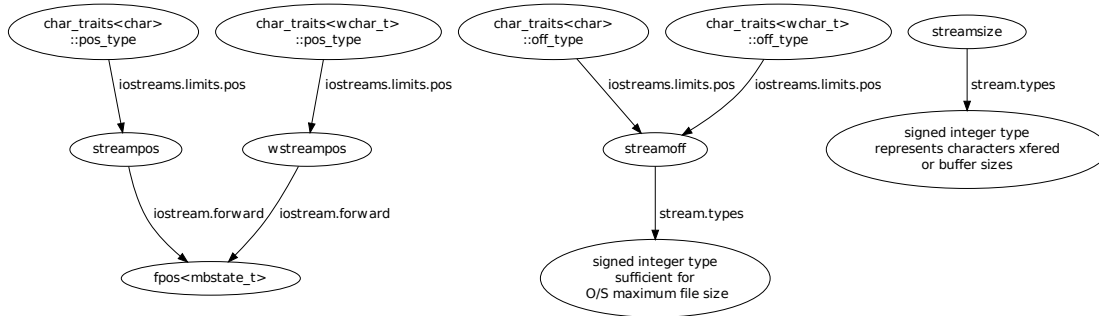 char_traits<char>
::pos_type
char_traits<wchar_t>
::pos_type
char_traits<char>
::off_type
char_traits<wchar_t>
::off_type
streamsize
iostreams.limits.pos
iostreams.limits.pos
iostreams.limits.pos
iostreams.limits.pos
stream.types
streampos
wstreampos
streamoff
signed integer type
represents characters xfered
or buffer sizes
iostream.forward
iostream.forward
stream.types
fpos<mbstate_t>
signed integer type
sufficient for
O/S maximum file size